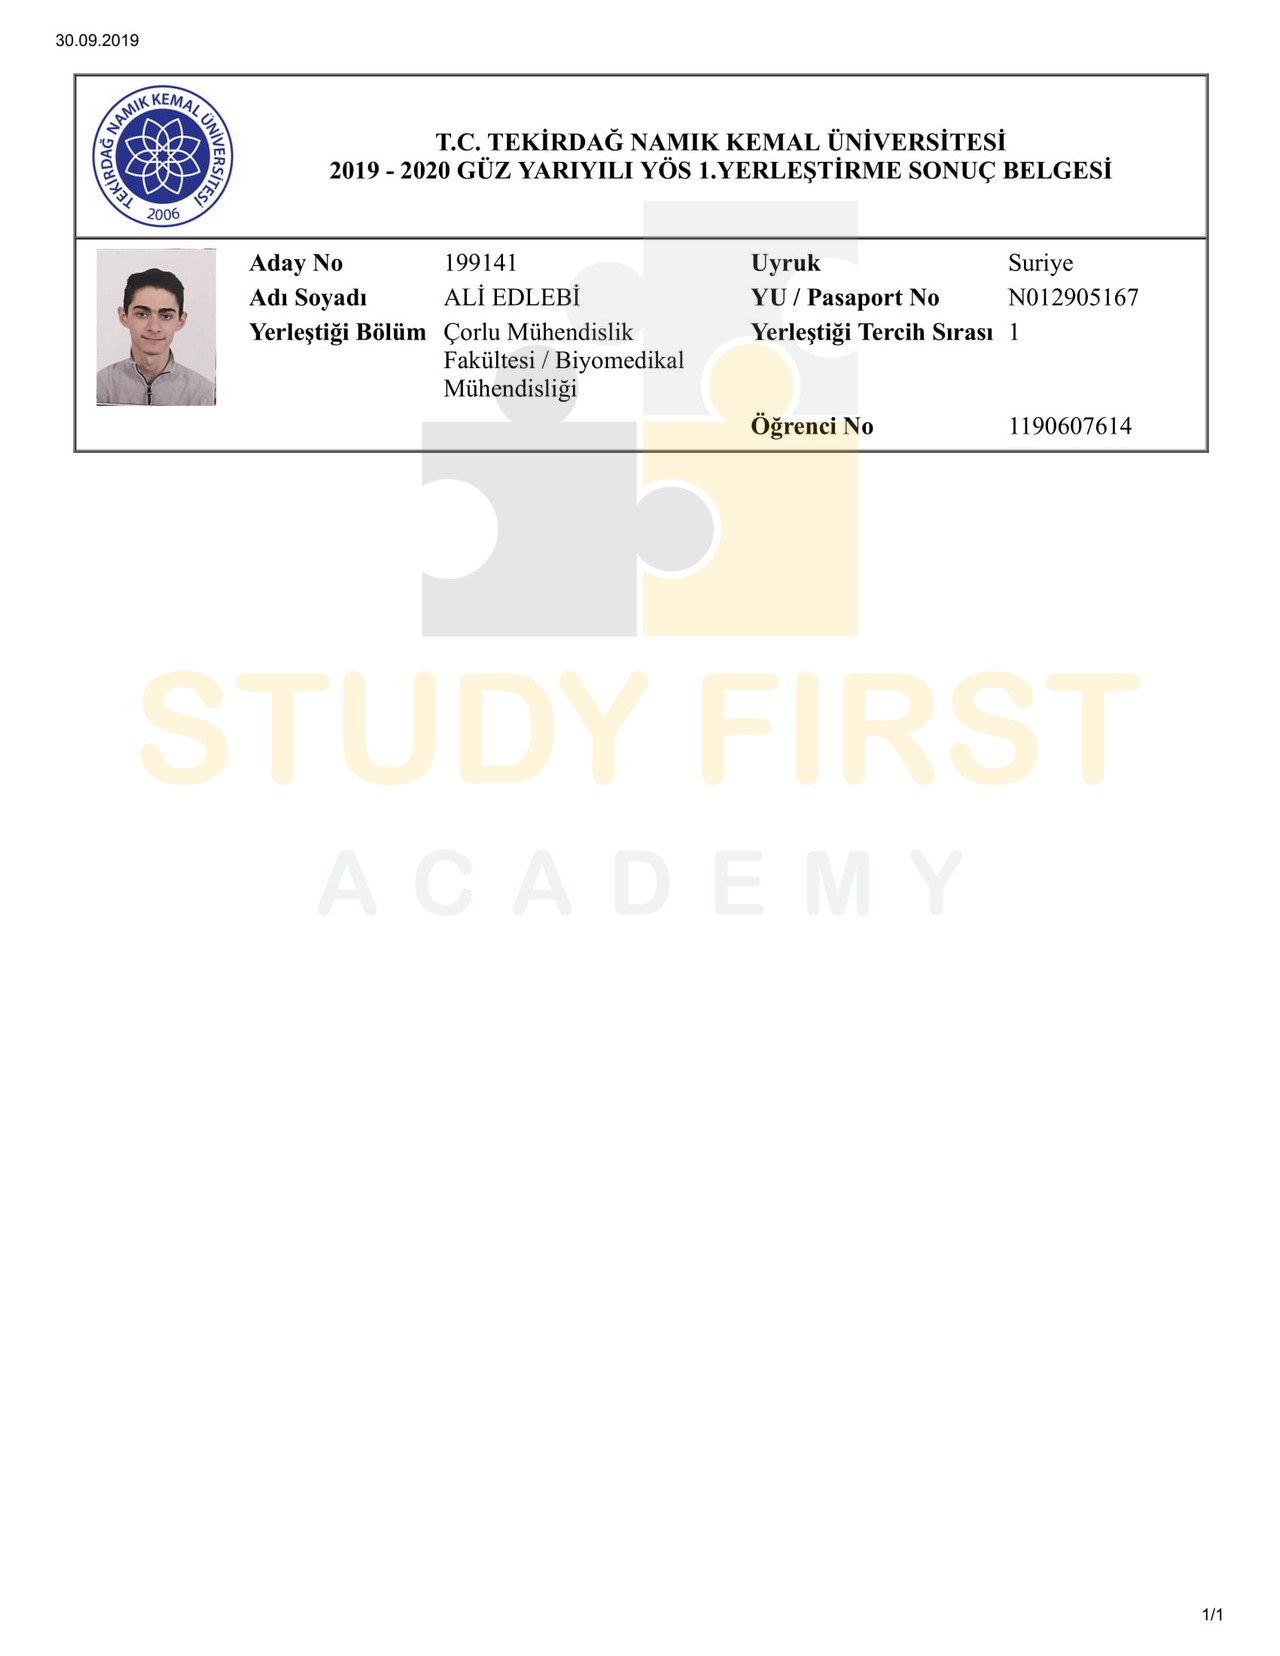 30.09.2019
TEKİRDAĞ NAMIK KEMAL ÜNİVERSİTESİ
2006
T.C. TEKİRDAĞ NAMIK KEMAL ÜNİVERSİTESİ
2019 - 2020 GÜZ YARIYILI YÖS 1.YERLEŞTİRME SONUÇ BELGESİ
Aday No 199141 Uyruk Suriye
Adı Soyadı ALİ EDLEBİ YU / Pasaport No N012905167
Yerleştiği Bölüm Çorlu Mühendislik Yerleştiği Tercih Sırası 1
Fakültesi / Biyomedikal
Mühendisliği
Öğrenci No 1190607614
STUDY FIRST
ACADEMY
1/1